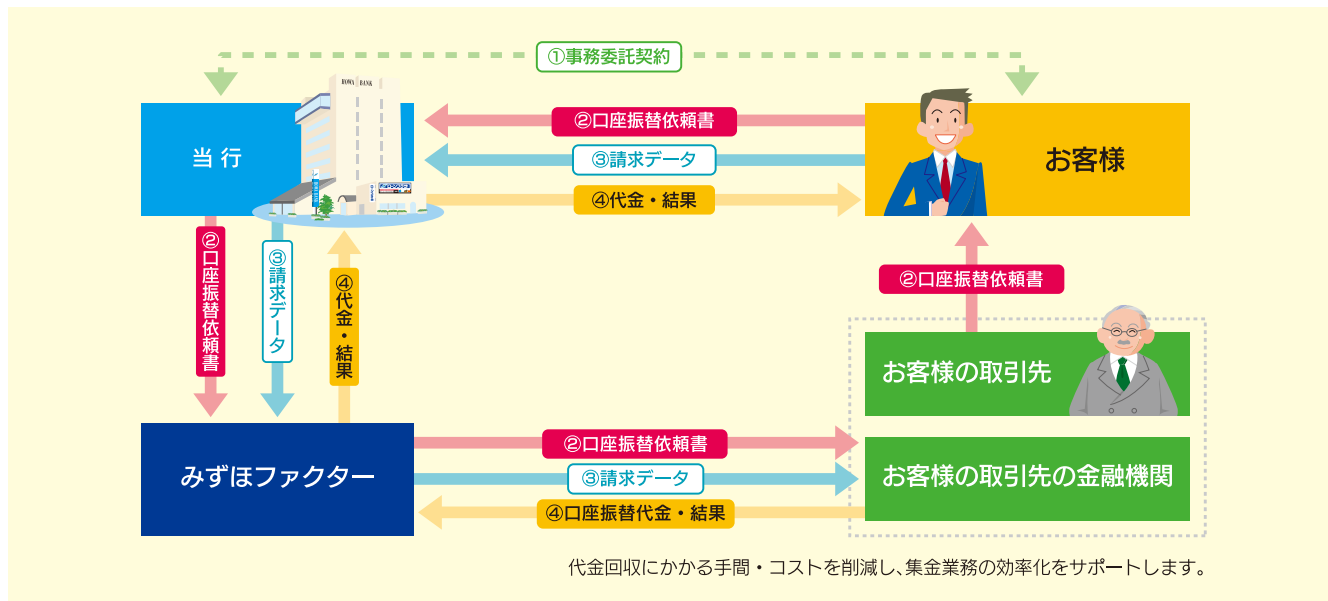 ①事務委託契約
HOWA BANK
当行
②口座振替依頼書
③請求データ
④代金・結果
お客様
②口座振替依頼書
③請求データ
④代金・結果
②口座振替依頼書
お客様の取引先
みずほファクター
②口座振替依頼書
③請求データ
④口座振替代金・結果
お客様の取引先の金融機関
代金回収にかかる手間・コストを削減し、集金業務の効率化をサポートします。